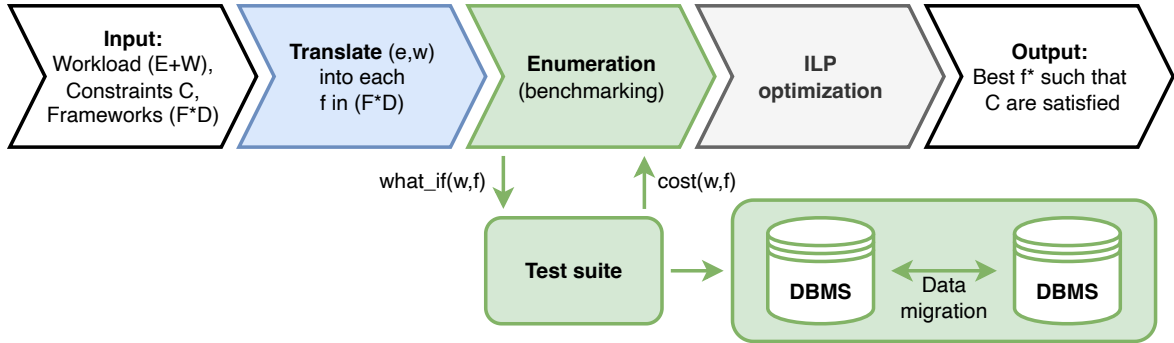 Input:
Workload (E+W),
Constraints C,
Frameworks (F*D)
Translate (e,w)
into each
f in (F*D)
Enumeration
(benchmarking)
ILP
optimization
Output:
Best f* such that
C are satisfied
what_if(w,f)
cost(w,f)
Test suite
DBMS
Data
migration
DBMS